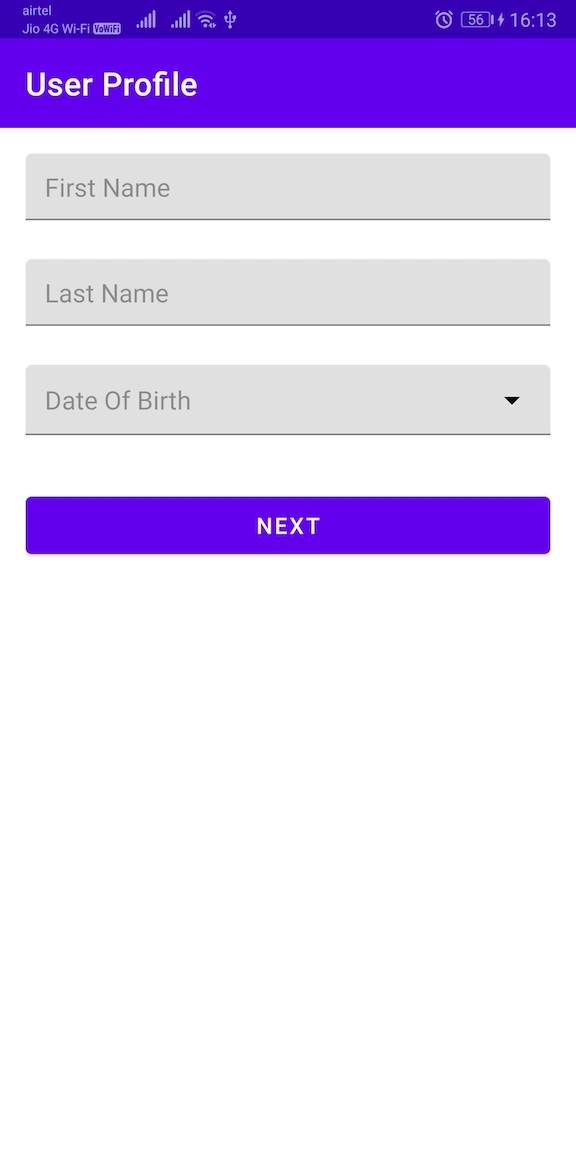 airtel
Jio 4G Wi-Fi VoWiFi
56 16:13
User Profile
First Name
Last Name
Date Of Birth
NEXT